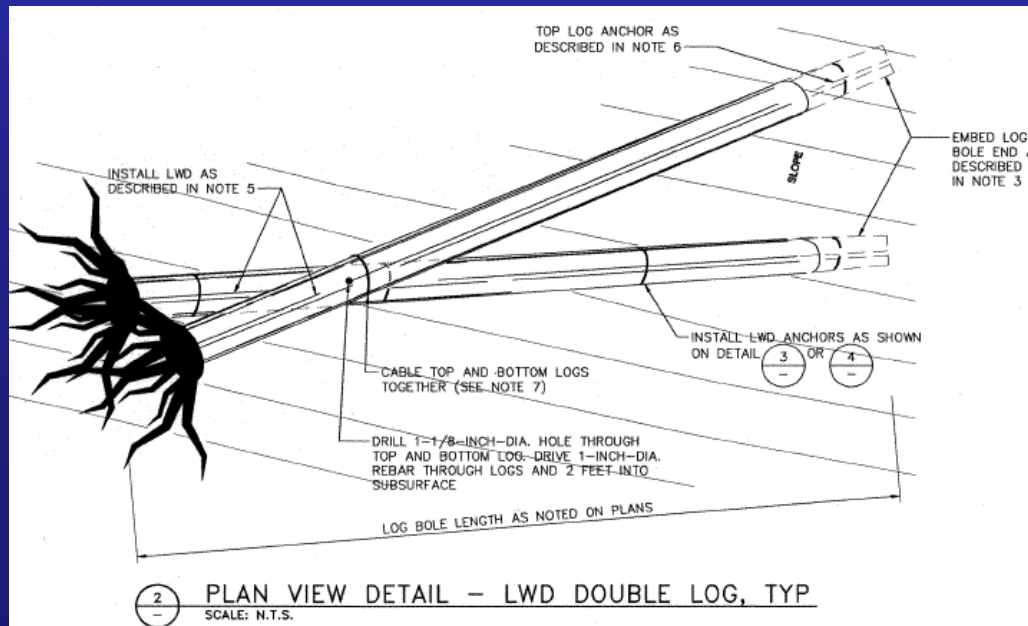 TOP LOG ANCHOR AS
DESCRIBED IN NOTE 6
EMBED LOG
BOLE END
DESCRIBED
IN NOTE 3
SLOPE
INSTALL LWD AS
DESCRIBED IN NOTE 5
INSTALL LWD ANCHORS AS SHOWN
ON DETAIL 3 – OR 4 –
CABLE TOP AND BOTTOM LOGS
TOGETHER (SEE NOTE 7)
DRILL 1-1/8-INCH-DIA. HOLE THROUGH
TOP AND BOTTOM LOG, DRIVE 1-INCH-DIA.
REBAR THROUGH LOGS AND 2 FEET INTO
SUBSURFACE
LOG BOLE LENGTH AS NOTED ON PLANS
2 – PLAN VIEW DETAIL – LWD DOUBLE LOG, TYP
SCALE: N.T.S.